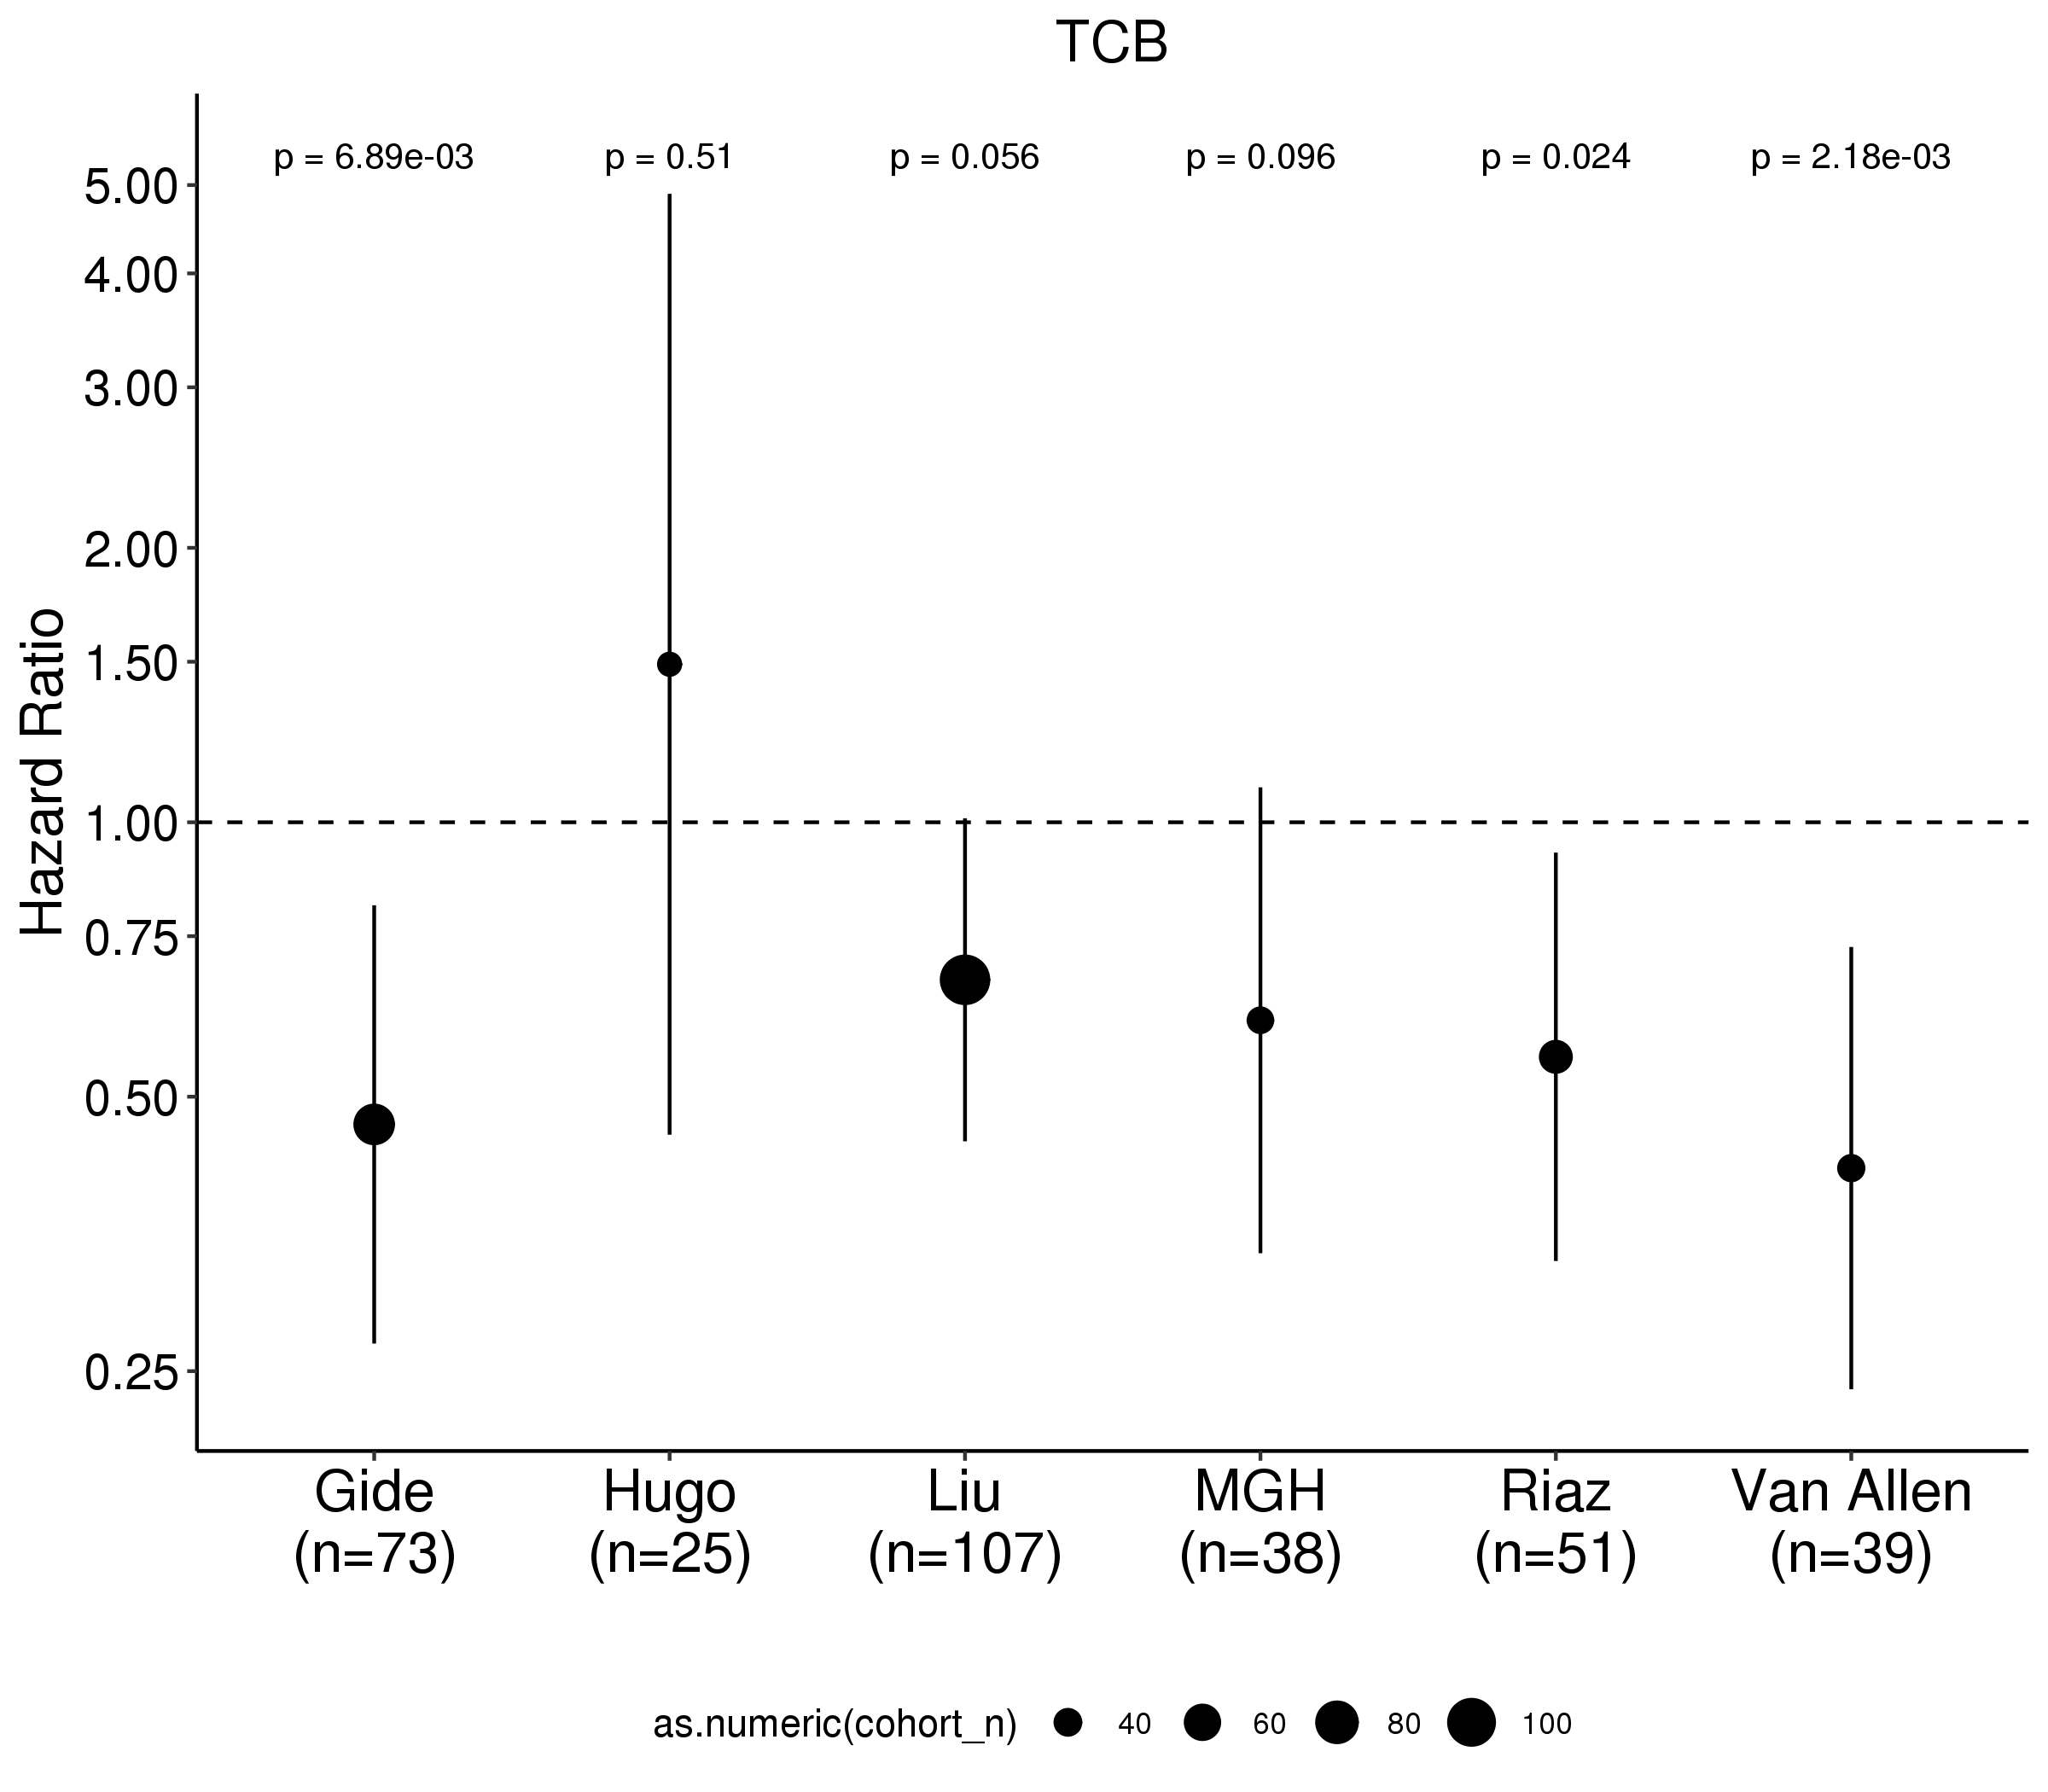 TCB
p = 6.89e-03 p = 0.51 p = 0.056 p = 0.096 p = 0.024 p = 2.18e-03
5.00
4.00
3.00
2.00
1.50
1.00
0.75
0.50
0.25
Hazard Ratio
Gide Hugo Liu MGH Riaz Van Allen
(n=73) (n=25) (n=107) (n=38) (n=51) (n=39)
as.numeric(cohort_n) 40 60 80 100